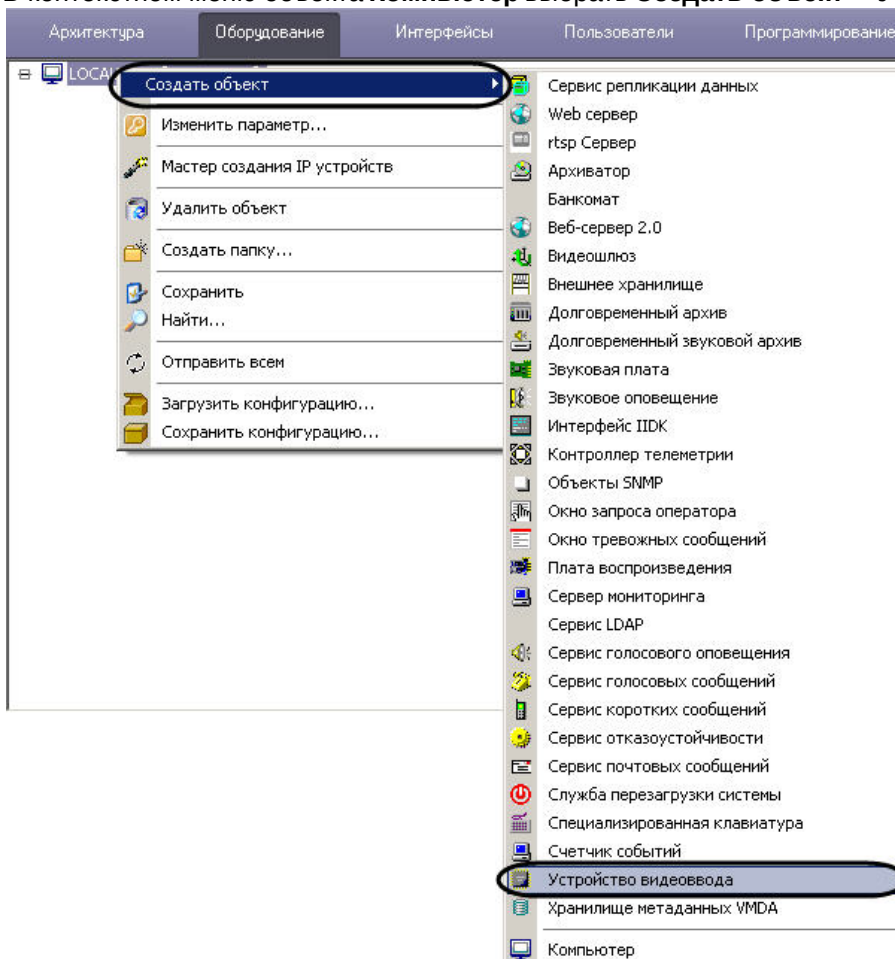 Архитектура Оборудование Интерфейсы Пользователи Программирование
LOCAL
Создать объект
Изменить параметр...
Мастер создания IP устройств
Удалить объект
Создать папку...
Сохранить
Найти...
Отправить всем
Загрузить конфигурацию...
Сохранить конфигурацию...
Сервис репликации данных
Web сервер
rtsp Сервер
Архиватор
Банкомат
Веб-сервер 2.0
Видеошлюз
Внешнее хранилище
Долговременный архив
Долговременный звуковой архив
Звуковая плата
Звуковое оповещение
Интерфейс IIDK
Контроллер телеметрии
Объекты SNMP
Окно запроса оператора
Окно тревожных сообщений
Плата воспроизведения
Сервер мониторинга
Сервис LDAP
Сервис голосового оповещения
Сервис голосовых сообщений
Сервис коротких сообщений
Сервис отказоустойчивости
Сервис почтовых сообщений
Служба перезагрузки системы
Специализированная клавиатура
Счетчик событий
Устройство видеоввода
Хранилище метаданных VMDA
Компьютер